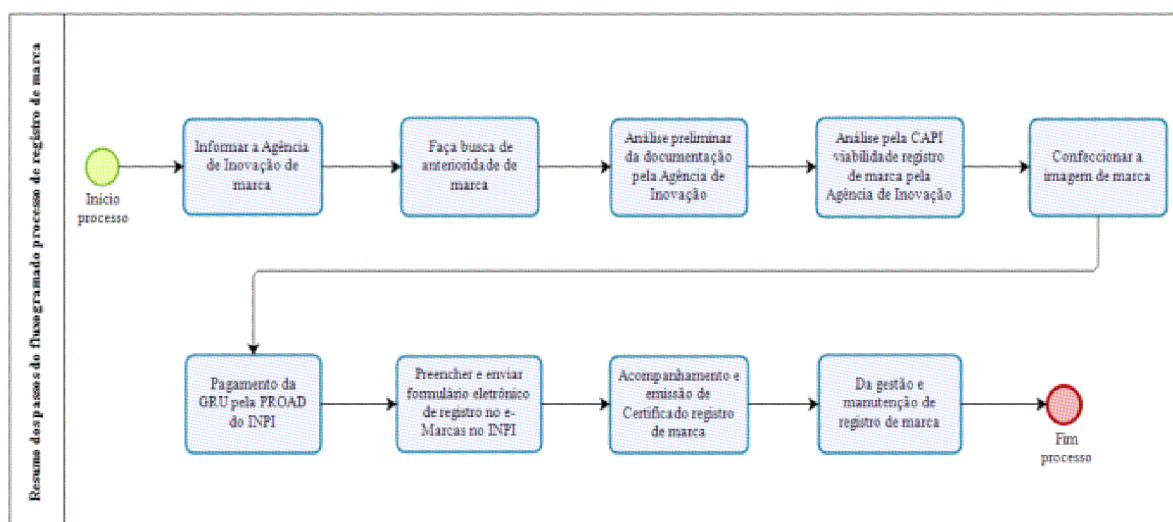 Resumo dos passos do fluxogramado processo de registro de marca
Início
processo
Informar a Agência
de Inovação de
marca
Faça busca de
anterioridade de
marca
Análise preliminar
da documentação
pela Agência de
Inovação
Análise pela CAPI
viabilidade registro
de marca pela
Agência de Inovação
Confeccionar a
imagem de marca
Pagamento da
GRU pela PROAD
do INPI
Preencher e enviar
formulário eletrônico
de registro no e-
Marcas no INPI
Acompanhamento e
emissão de
Certificado registro
de marca
Da gestão e
manutenção de
registro de marca
Fim
processo